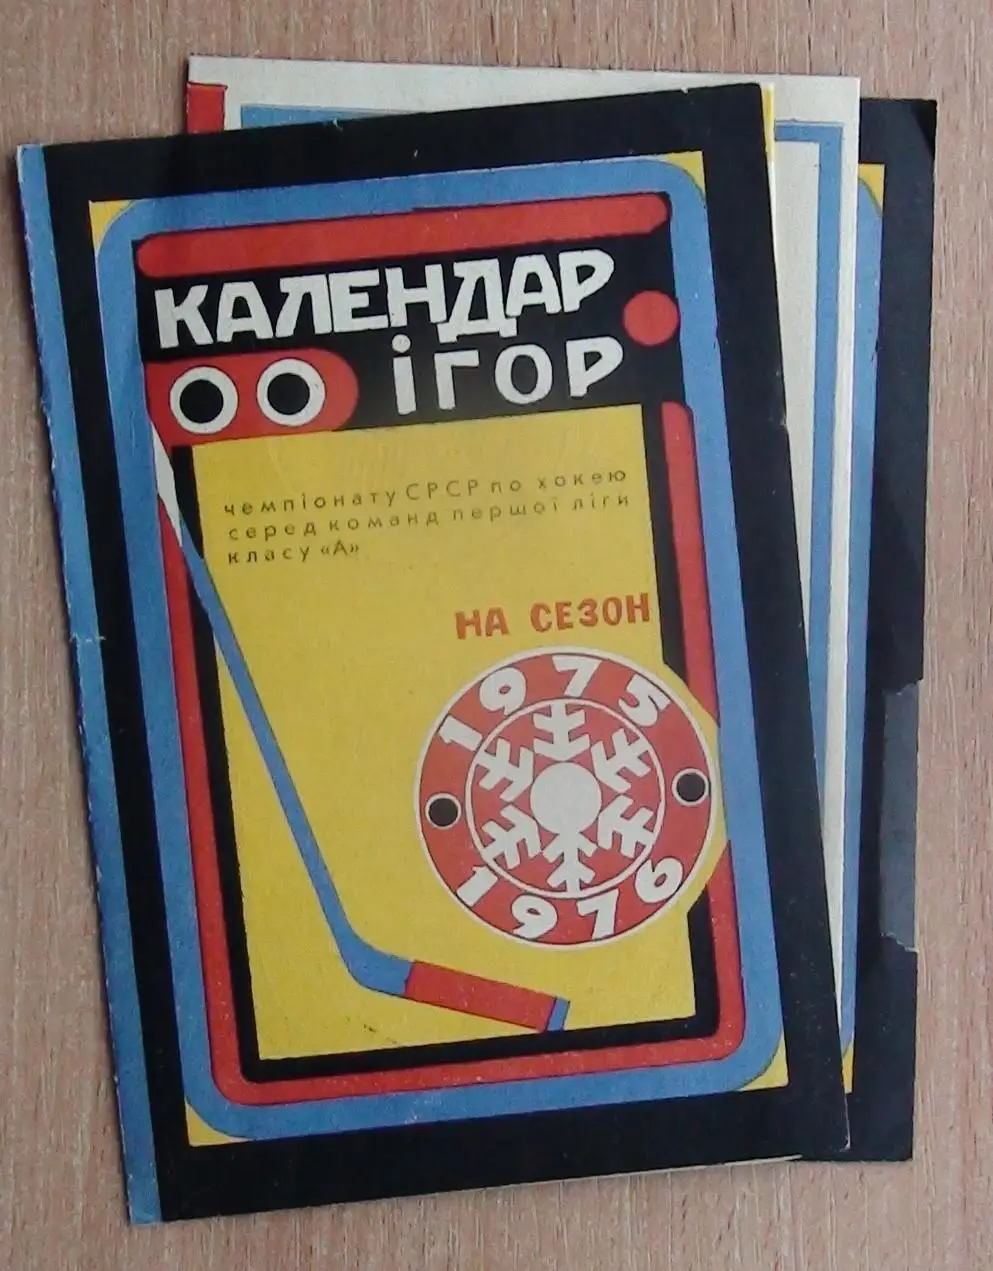 КАЛЕНДАР
ІГОР
чемпіонату СРСР по хокею
серед команд першої ліги
класу «А»
НА СЕЗОН
1975
1976